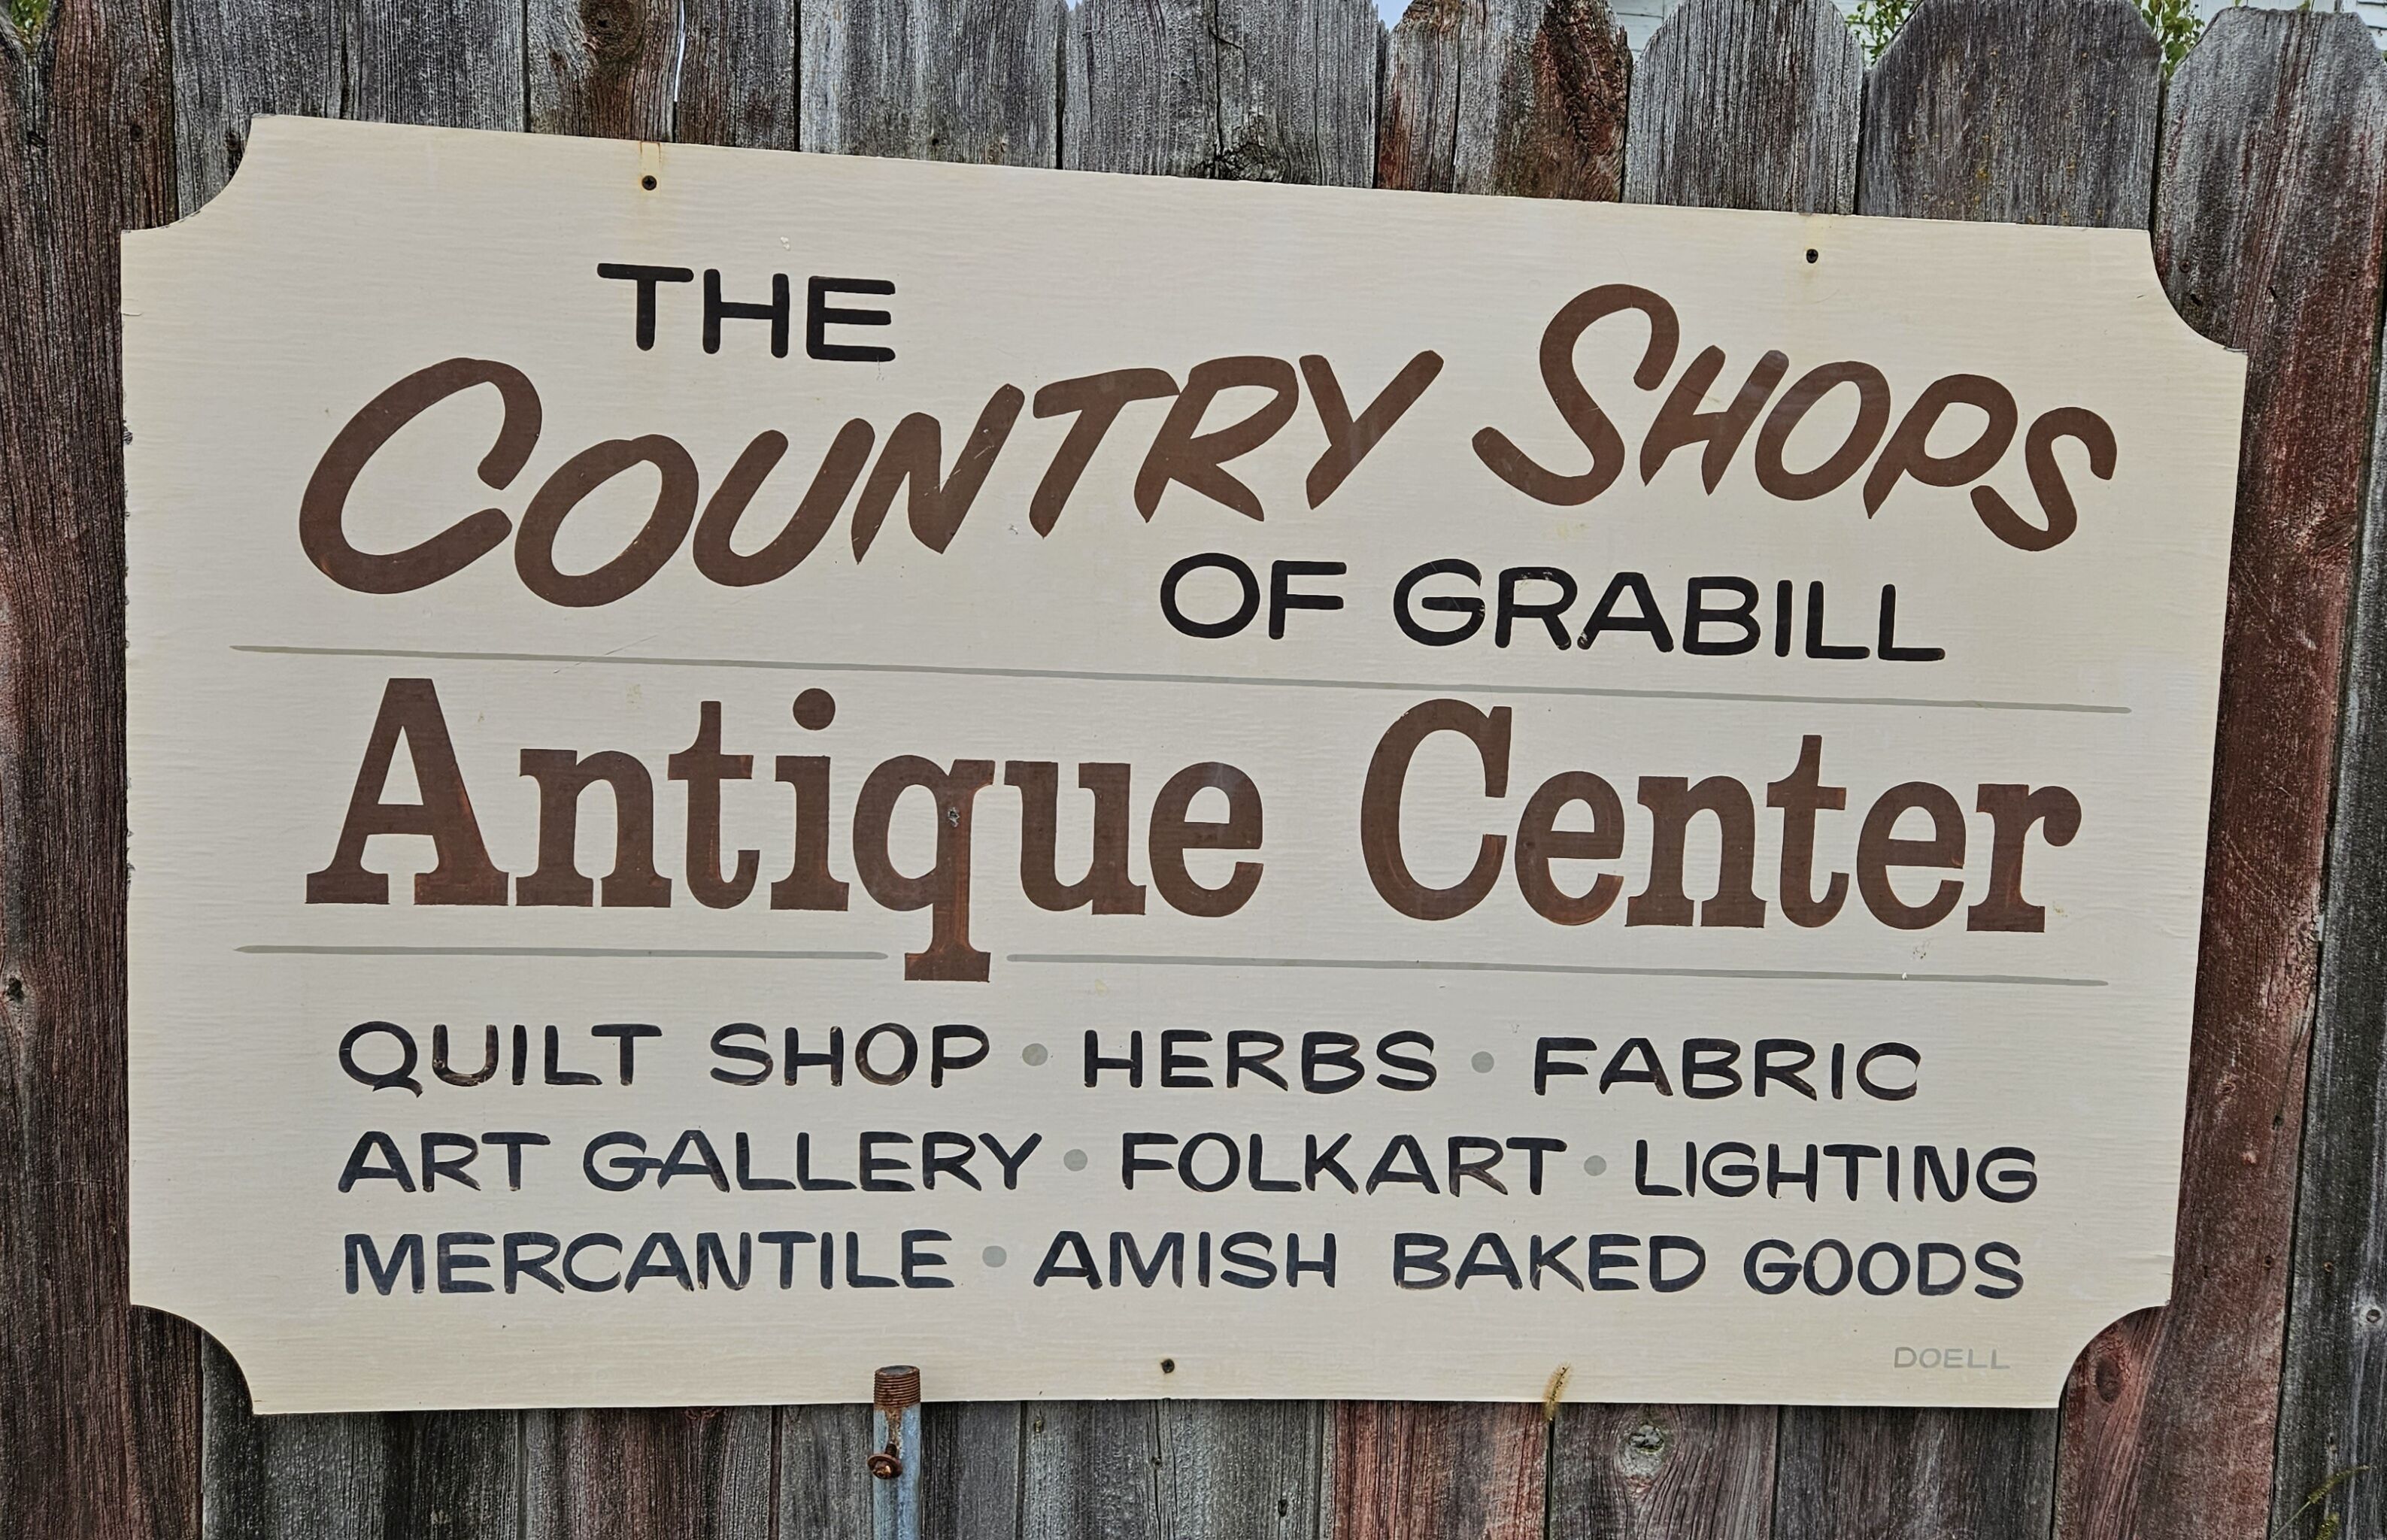 THE
COUNTRY SHOPS
OF GRABILL
Antique Center
QUILT SHOP • HERBS • FABRIC
ART GALLERY • FOLKART • LIGHTING
MERCANTILE • AMISH BAKED GOODS
DOELL